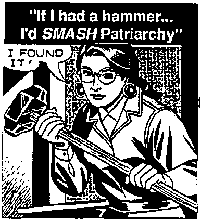 "If I had a hammer...
I'd SMASH Patriarchy"
I FOUND
IT!